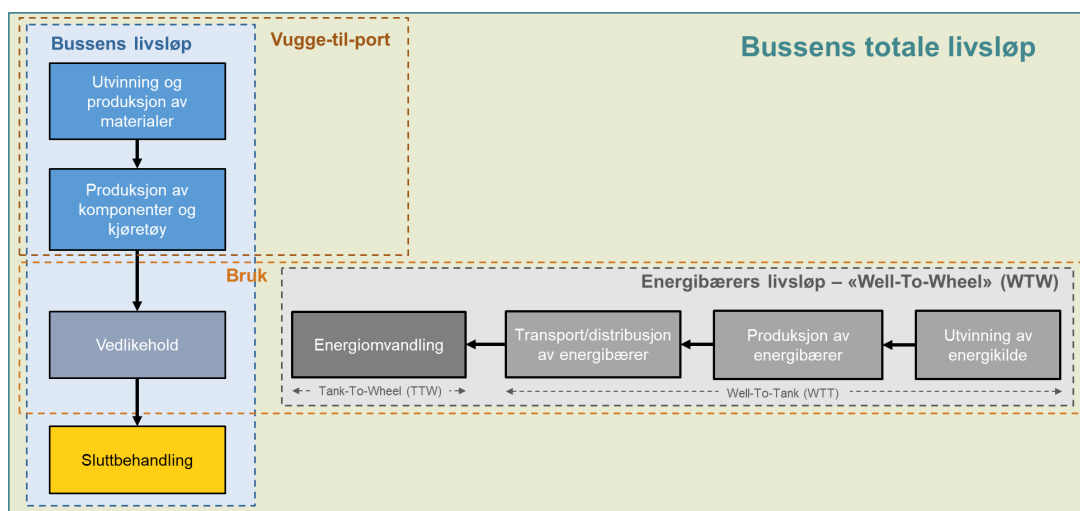 Bussens totale livsløp
Vugge-til-port
Bussens livsløp
Utvinning og
produksjon av
materialer
Produksjon av
komponenter og
kjøretøy
Bruk
Vedlikehold
Sluttbehandling
Energibærers livsløp – «Well-To-Wheel» (WTW)
Energiomvandling
Transport/distribusjon
av energibærer
Produksjon av
energibærer
Utvinning av
energikilde
Tank-To-Wheel (TTW)
Well-To-Tank (WTT)